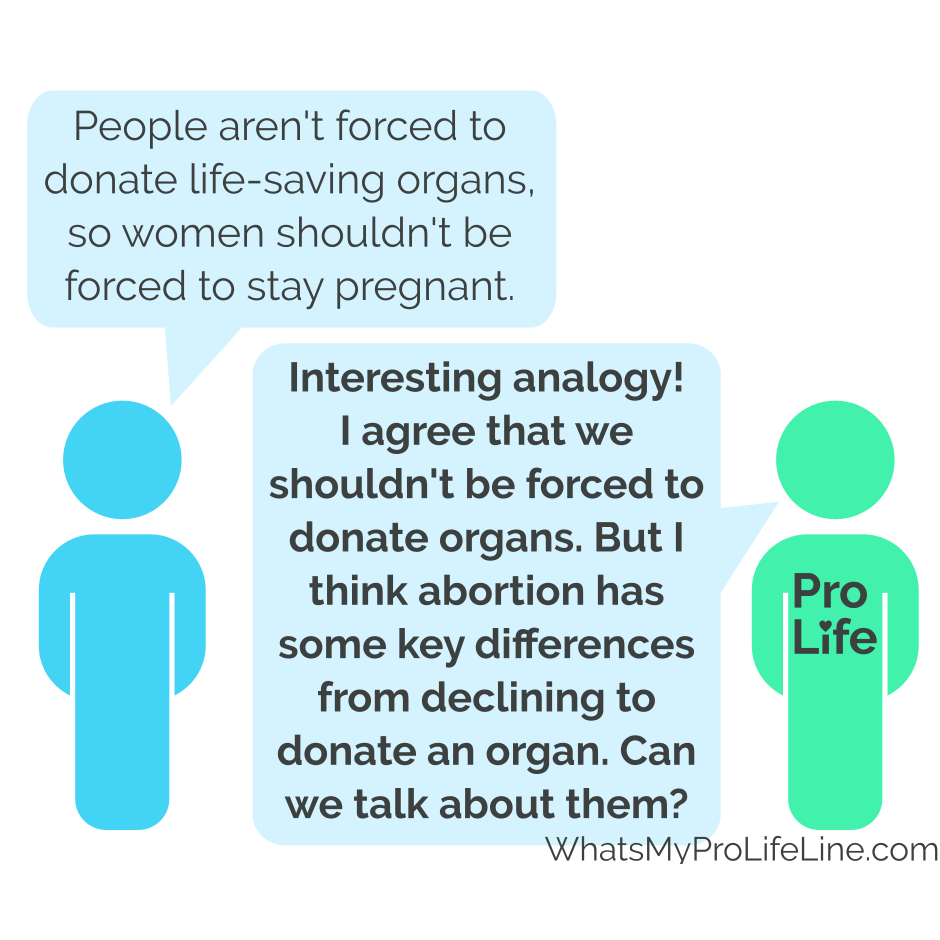 People aren't forced to
donate life-saving organs,
so women shouldn't be
forced to stay pregnant.
Interesting analogy!
I agree that we
shouldn't be forced to
donate organs. But I
think abortion has
some key differences
from declining to
donate an organ. Can
we talk about them?
Pro
Life
WhatsMyProLifeLine.com